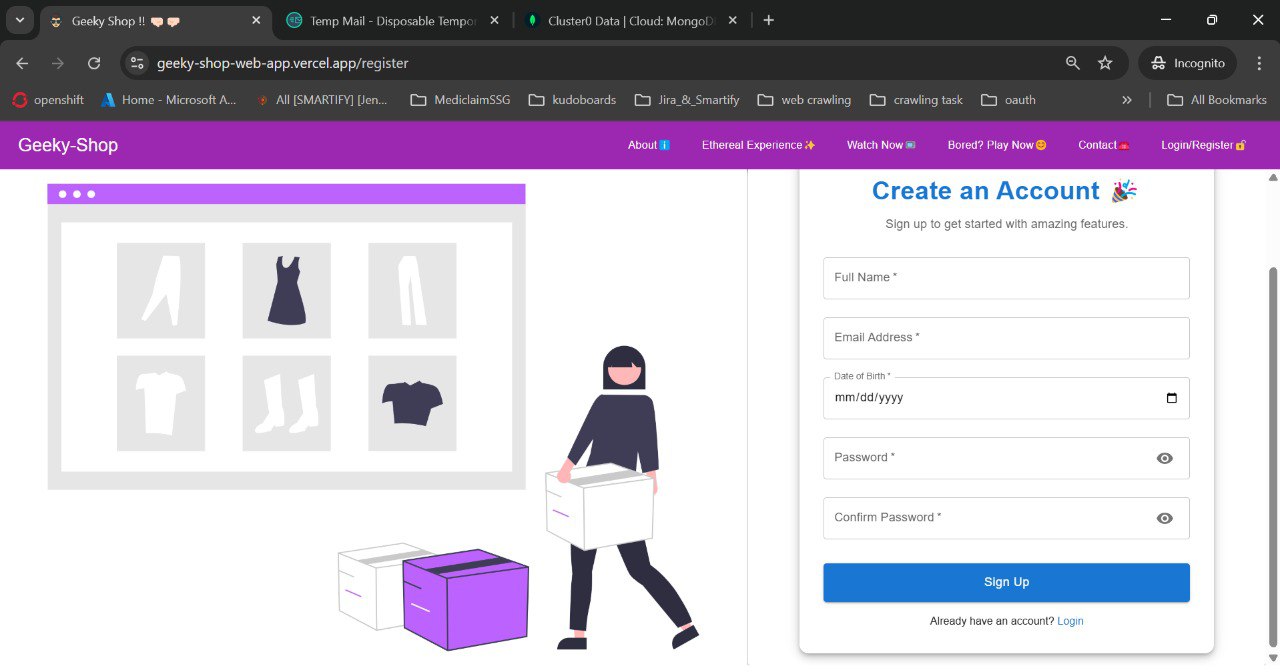 Geeky Shop !! 👊🏻👊🏻
Temp Mail - Disposable Tempor
Cluster0 Data | Cloud: MongoD
geeky-shop-web-app.vercel.app/register
Incognito
openshift
Home - Microsoft A...
All [SMARTIFY] [Jen...
MediclaimSSG
kudoboards
Jira_&_Smartify
web crawling
crawling task
oauth
All Bookmarks
Geeky-Shop
Aboutℹ️
Ethereal Experience✨
Watch Now
Bored? Play Now😊
Contact☎️
Login/Register🔐
Create an Account 🎉
Sign up to get started with amazing features.
Full Name *
Email Address *
Date of Birth *
mm/dd/yyyy
Password *
Confirm Password *
Sign Up
Already have an account? Login